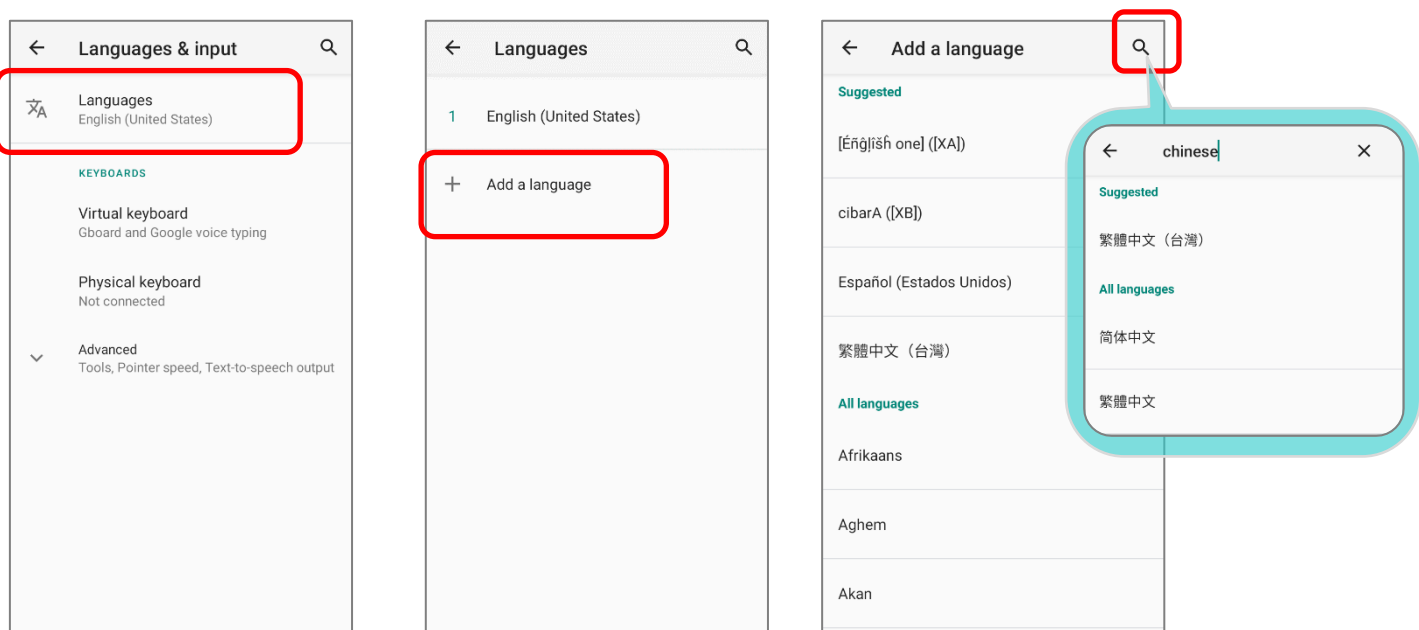 Languages & input
Languages
English (United States)
KEYBOARDS
Virtual keyboard
Gboard and Google voice typing
Physical keyboard
Not connected
Advanced
Tools, Pointer speed, Text-to-speech output
Languages
1 English (United States)
Add a language
Add a language
Suggested
[Éñĝļîšĥ one] ([XA])
cibarA ([XB])
Español (Estados Unidos)
繁體中文（台灣）
All languages
Afrikaans
Aghem
Akan
chinese
Suggested
繁體中文（台灣）
All languages
简体中文
繁體中文